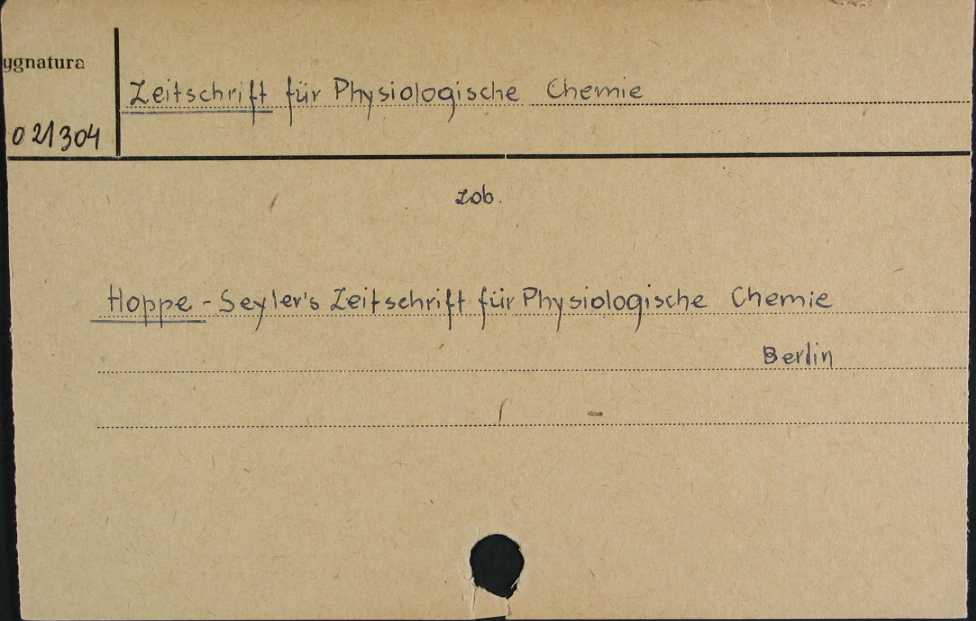 ygnatura
Zeitschrift für Physiologische Chemie
021304
zob.
Hoppe - Seyler's Zeitschrift für Physiologische Chemie
Berlin